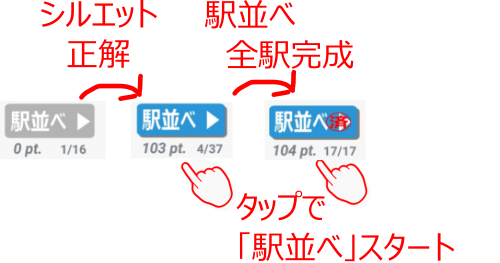 シルエット
正解
駅並べ
全駅完成
駅並べ ▶
0 pt. 1/16
駅並べ ▶
103 pt. 4/37
駅並べ済
104 pt. 17/17
タップで
「駅並べ」スタート